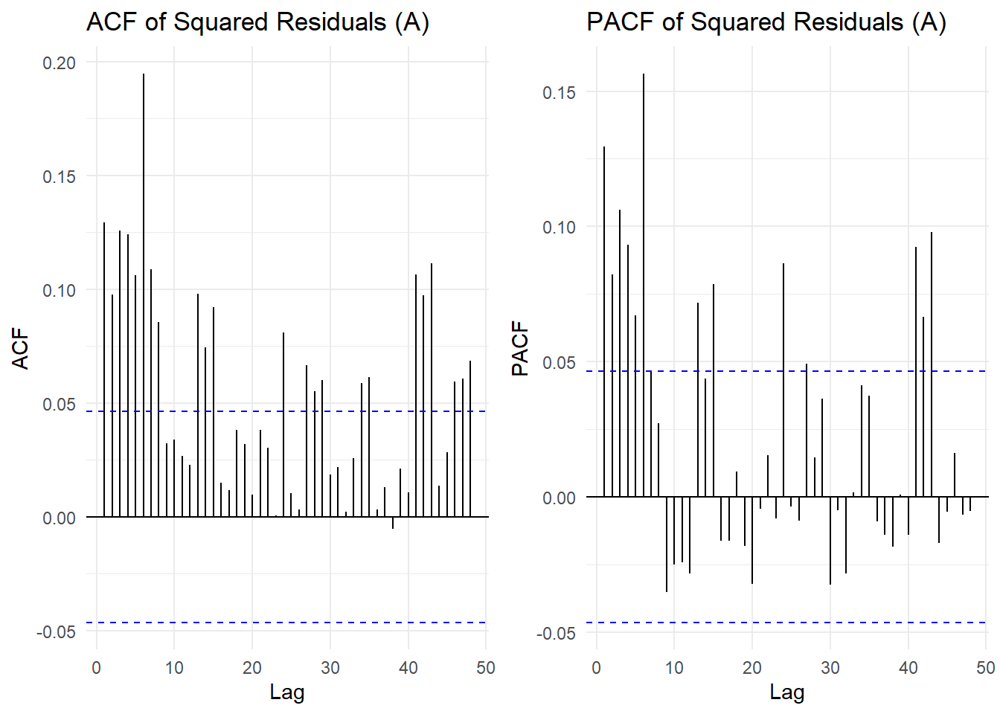 ACF of Squared Residuals (A)
0.20
0.15
0.10
0.05
0.00
-0.05
ACF
0 10 20 30 40 50
Lag
PACF of Squared Residuals (A)
0.15
0.10
0.05
0.00
-0.05
PACF
0 10 20 30 40 50
Lag